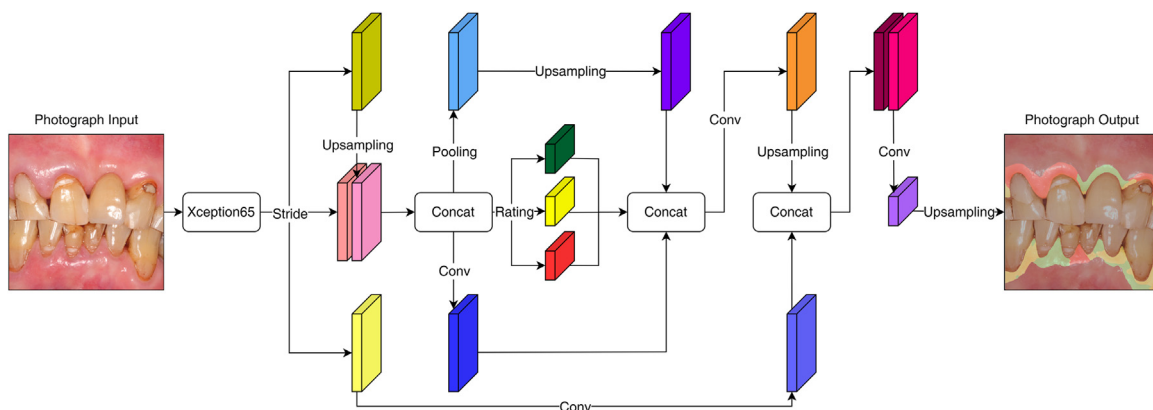 Photograph Input
Xception65
Stride
Upsampling
Concat
Pooling
Conv
Rating
Upsampling
Concat
Conv
Upsampling
Concat
Conv
Conv
Upsampling
Photograph Output